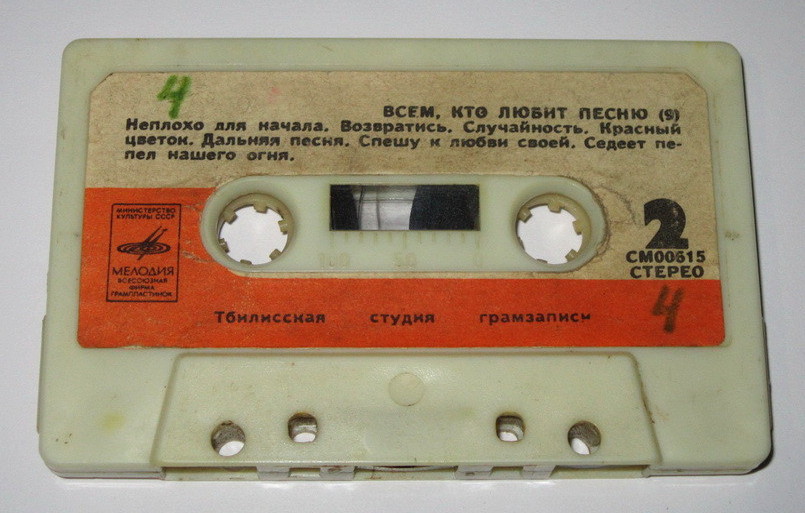 4
ВСЕМ, КТО ЛЮБИТ ПЕСНЮ (9)
Неплохо для начала. Возвратись. Случайность. Красный
цветок. Дальняя песня. Спешу к любви своей. Седеет пе-
пел нашего огня.
МИНИСТЕРСТВО
КУЛЬТУРЫ СССР
МЕЛОДИЯ
ВСЕСОЮЗНАЯ
ФИРМА
ГРАМПЛАСТИНОК
100 50 0
2
СМ00615
СТЕРЕО
Тбилисская студия грамзаписи
4